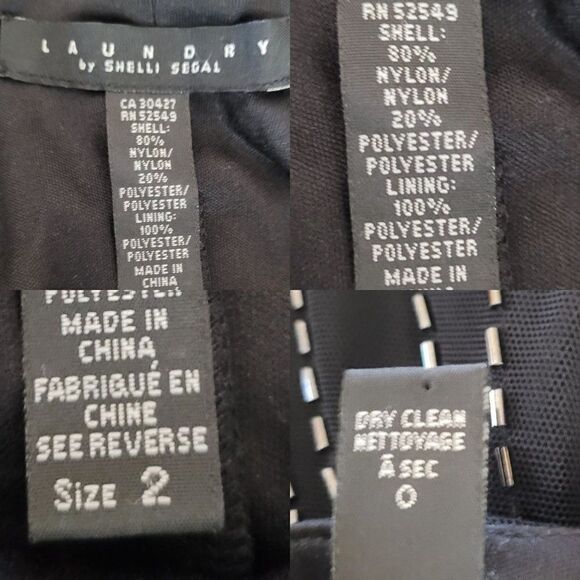 LAUNDRY
by SHELLI SEGAL
CA 30427
RN 52549
SHELL:
80%
NYLON/
NYLON
20%
POLYESTER/
POLYESTER
LINING:
100%
POLYESTER/
POLYESTER
MADE IN
CHINA
RN 52549
SHELL:
80%
NYLON/
NYLON
20%
POLYESTER/
POLYESTER
LINING:
100%
POLYESTER/
POLYESTER
MADE IN
CHINA
POLYESTER
MADE IN
CHINA
FABRIQUÉ EN
CHINE
SEE REVERSE
SIZE 2
DRY CLEAN
NETTOYAGE
À SEC
O